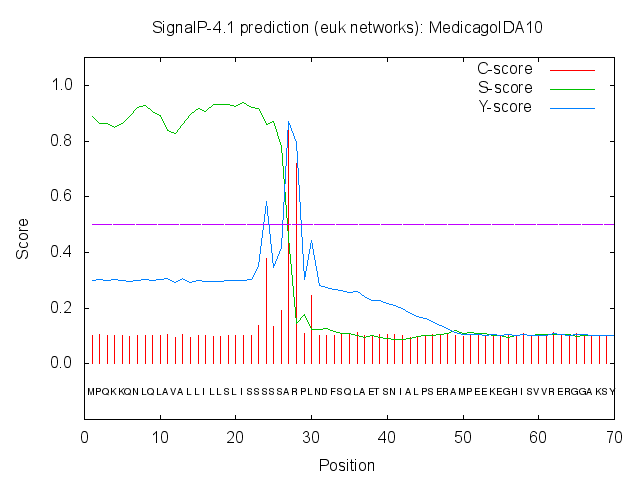 SignalP-4.1 prediction (euk networks): MedicagoIDA10
C-score
S-score
Y-score
1.0
0.8
0.6
0.4
0.2
0.0
Score
MPQKKQNLQLAVALLILLSLISSSSSARPLNDFSQLAETSNIALPSERAMPEEKEGHISVVRERGGAKSY
0 10 20 30 40 50 60 70
Position